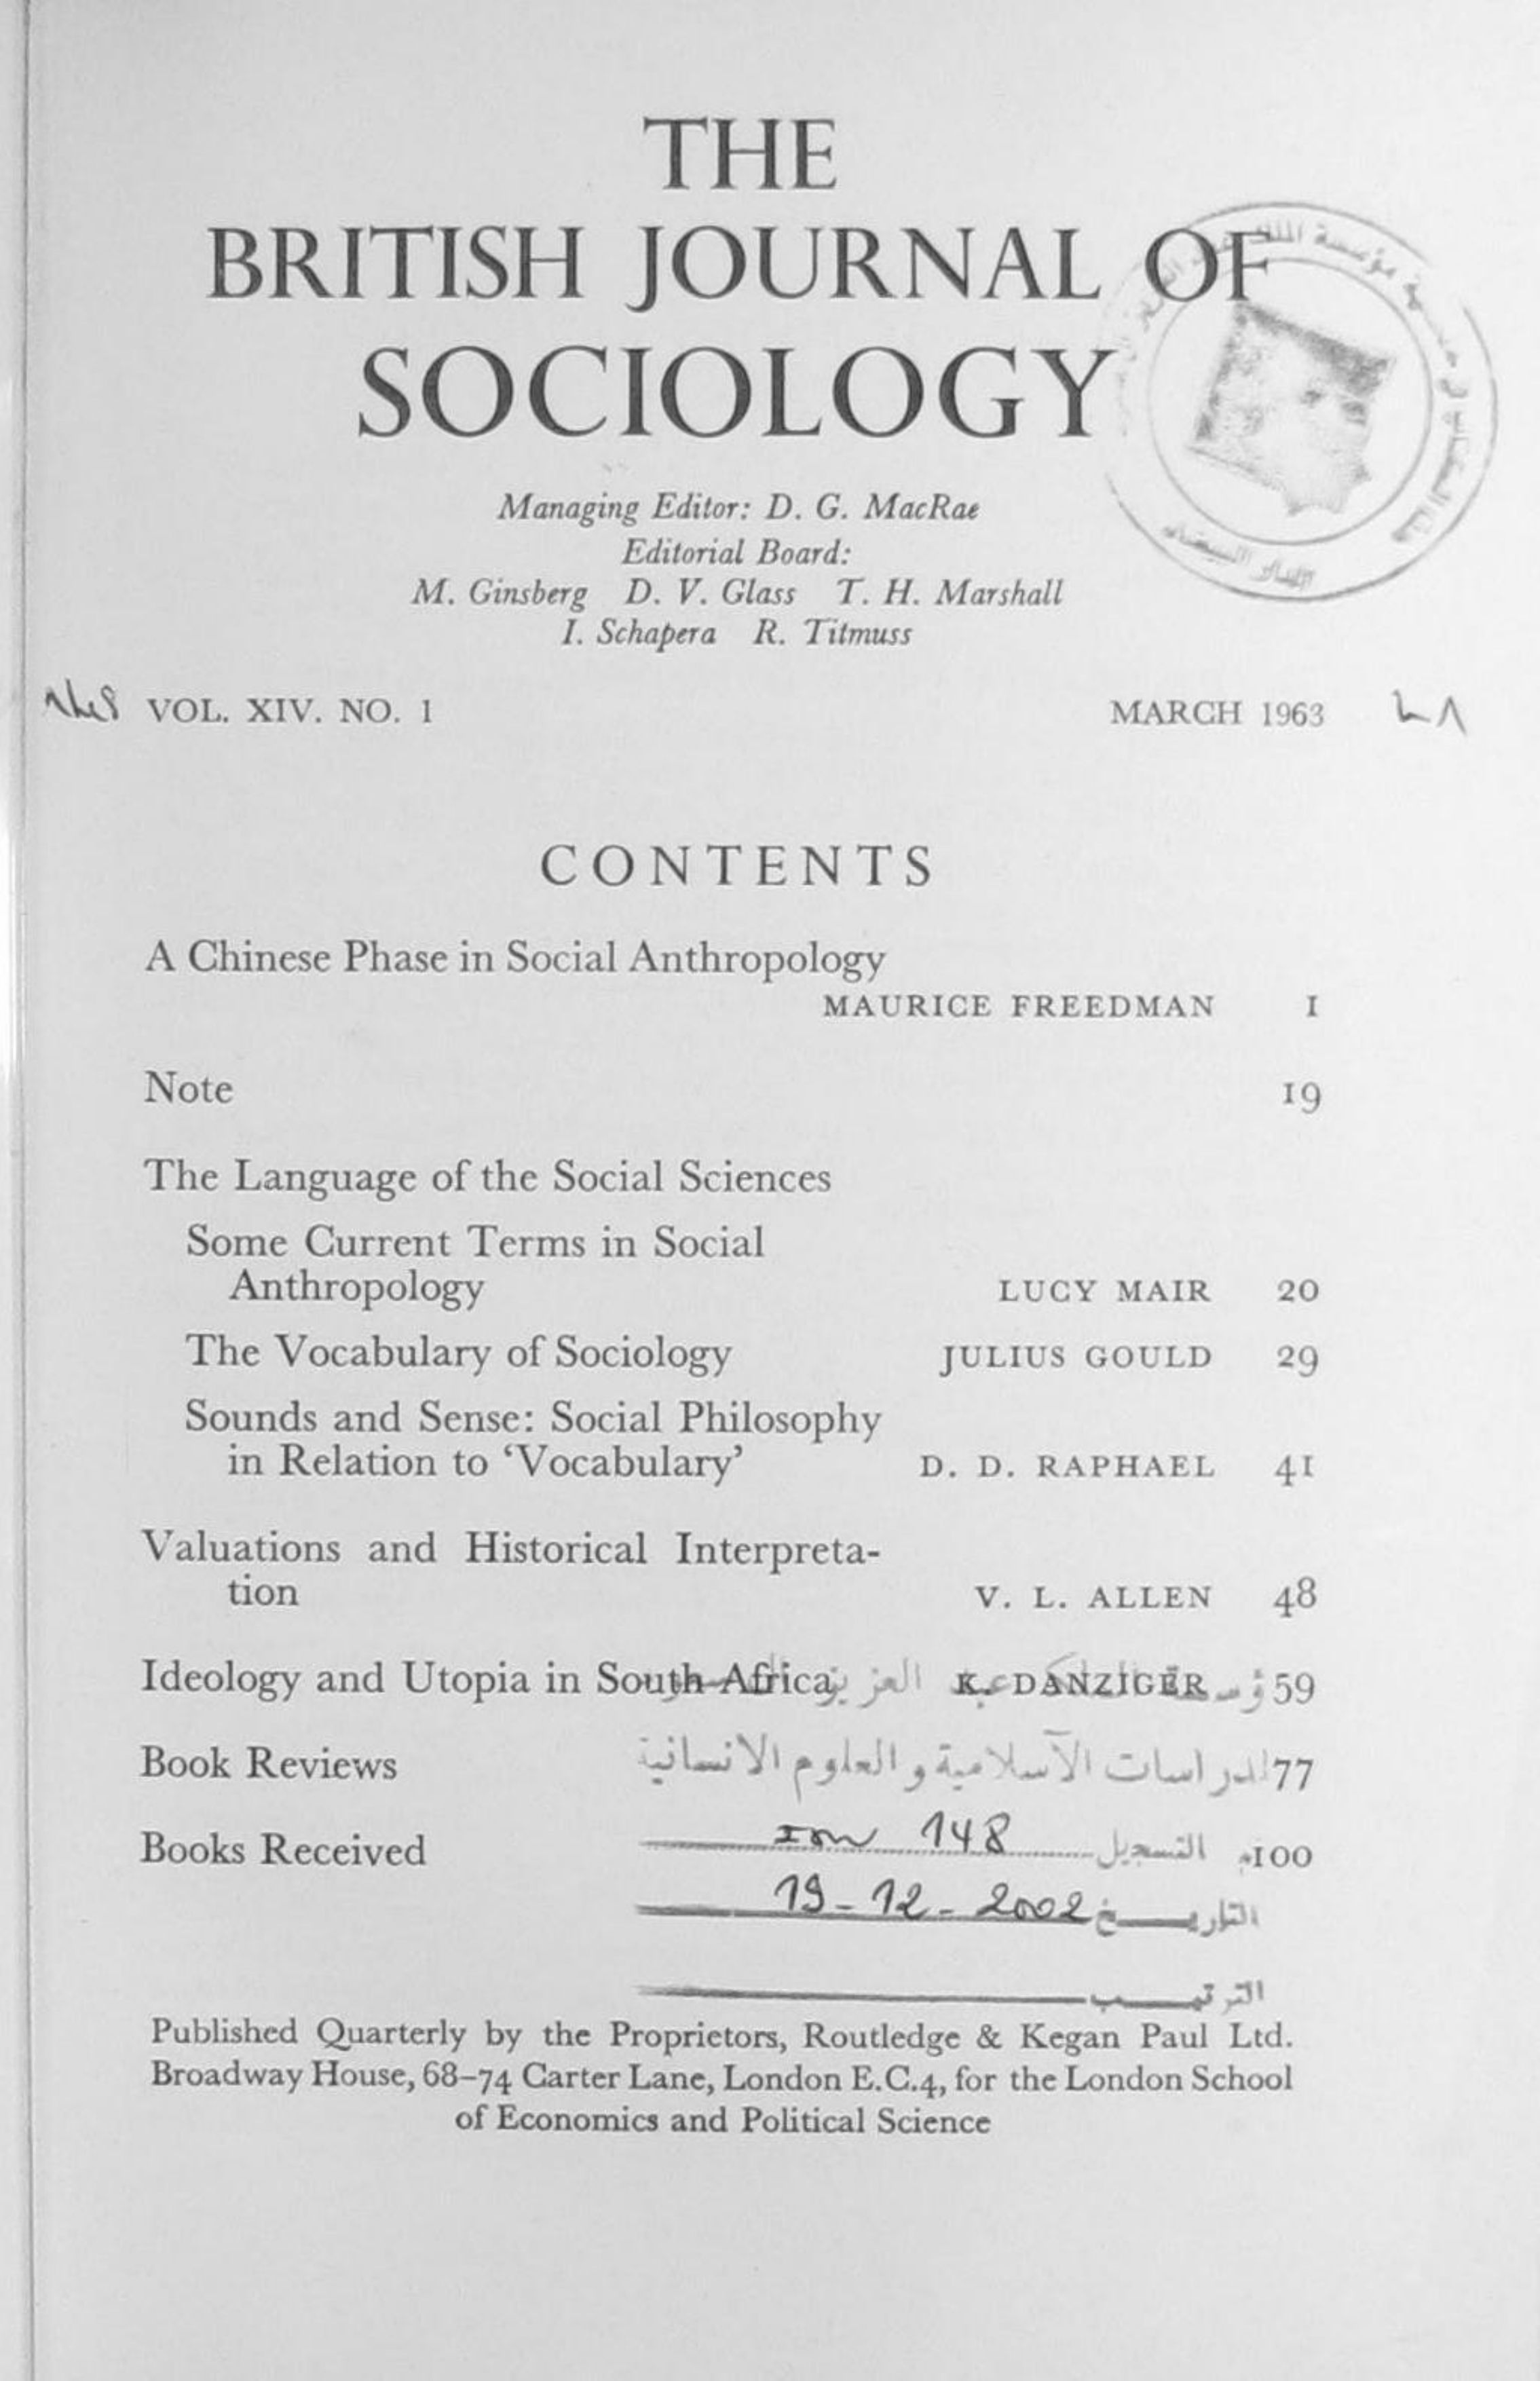 THE
BRITISH JOURNAL OF
SOCIOLOGY
Managing Editor: D. G. MacRae
Editorial Board:
M. Ginsberg D. V. Glass T. H. Marshall
I. Schapera R. Titmuss
VOL. XIV. NO. 1 MARCH 1963
CONTENTS
A Chinese Phase in Social Anthropology
MAURICE FREEDMAN 1
Note 19
The Language of the Social Sciences
Some Current Terms in Social
Anthropology LUCY MAIR 20
The Vocabulary of Sociology JULIUS GOULD 29
Sounds and Sense: Social Philosophy
in Relation to ‘Vocabulary’ D. D. RAPHAEL 41
Valuations and Historical Interpreta-
tion V. L. ALLEN 48
Ideology and Utopia in South Africa K. DANZIGER 59
العزيز
Book Reviews 77
للدراسات الآسلامية و العلوم الانسانية
Books Received 100
التسجيل 148
التاريخ 19-12-2002
الترتيب
Published Quarterly by the Proprietors, Routledge & Kegan Paul Ltd.
Broadway House, 68–74 Carter Lane, London E.C.4, for the London School
of Economics and Political Science